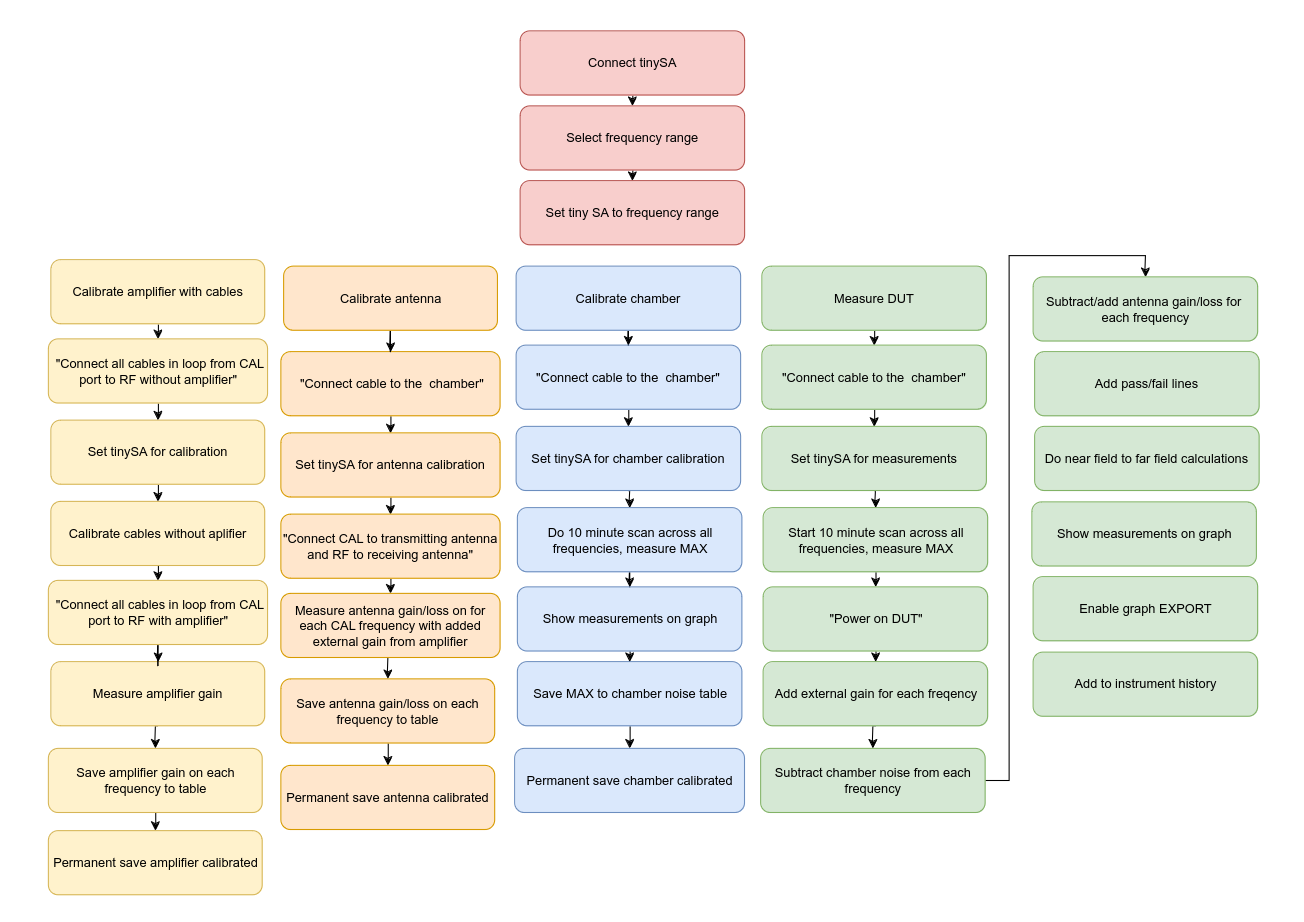 Connect tinySA
Select frequency range
Set tiny SA to frequency range
Calibrate amplifier with cables
"Connect all cables in loop from CAL
port to RF without amplifier"
Set tinySA for calibration
Calibrate cables without aplifier
"Connect all cables in loop from CAL
port to RF with amplifier"
Measure amplifier gain
Save amplifier gain on each
frequency to table
Permanent save amplifier calibrated
Calibrate antenna
"Connect cable to the  chamber"
Set tinySA for antenna calibration
"Connect CAL to transmitting antenna
and RF to receiving antenna"
Measure antenna gain/loss on for
each CAL frequency with added
external gain from amplifier
Save antenna gain/loss on each
frequency to table
Permanent save antenna calibrated
Calibrate chamber
"Connect cable to the  chamber"
Set tinySA for chamber calibration
Do 10 minute scan across all
frequencies, measure MAX
Show measurements on graph
Save MAX to chamber noise table
Permanent save chamber calibrated
Measure DUT
"Connect cable to the  chamber"
Set tinySA for measurements
Start 10 minute scan across all
frequencies, measure MAX
"Power on DUT"
Add external gain for each freqency
Subtract chamber noise from each
frequency
Subtract/add antenna gain/loss for
each frequency
Add pass/fail lines
Do near field to far field calculations
Show measurements on graph
Enable graph EXPORT
Add to instrument history